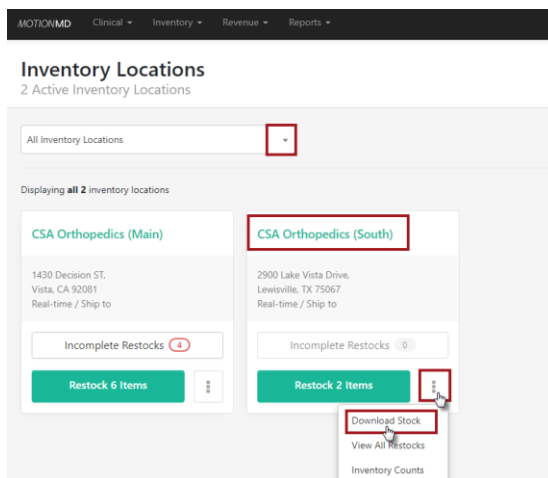 MOTIONMD Clinical Inventory Revenue Reports
Inventory Locations
2 Active Inventory Locations
All Inventory Locations
Displaying all 2 inventory locations
CSA Orthopedics (Main)
1430 Decision ST,
Vista, CA 92081
Real-time / Ship to
Incomplete Restocks 4
Restock 6 Items
CSA Orthopedics (South)
2900 Lake Vista Drive,
Lewisville, TX 75067
Real-time / Ship to
Incomplete Restocks 0
Restock 2 Items
Download Stock
View All Restocks
Inventory Counts